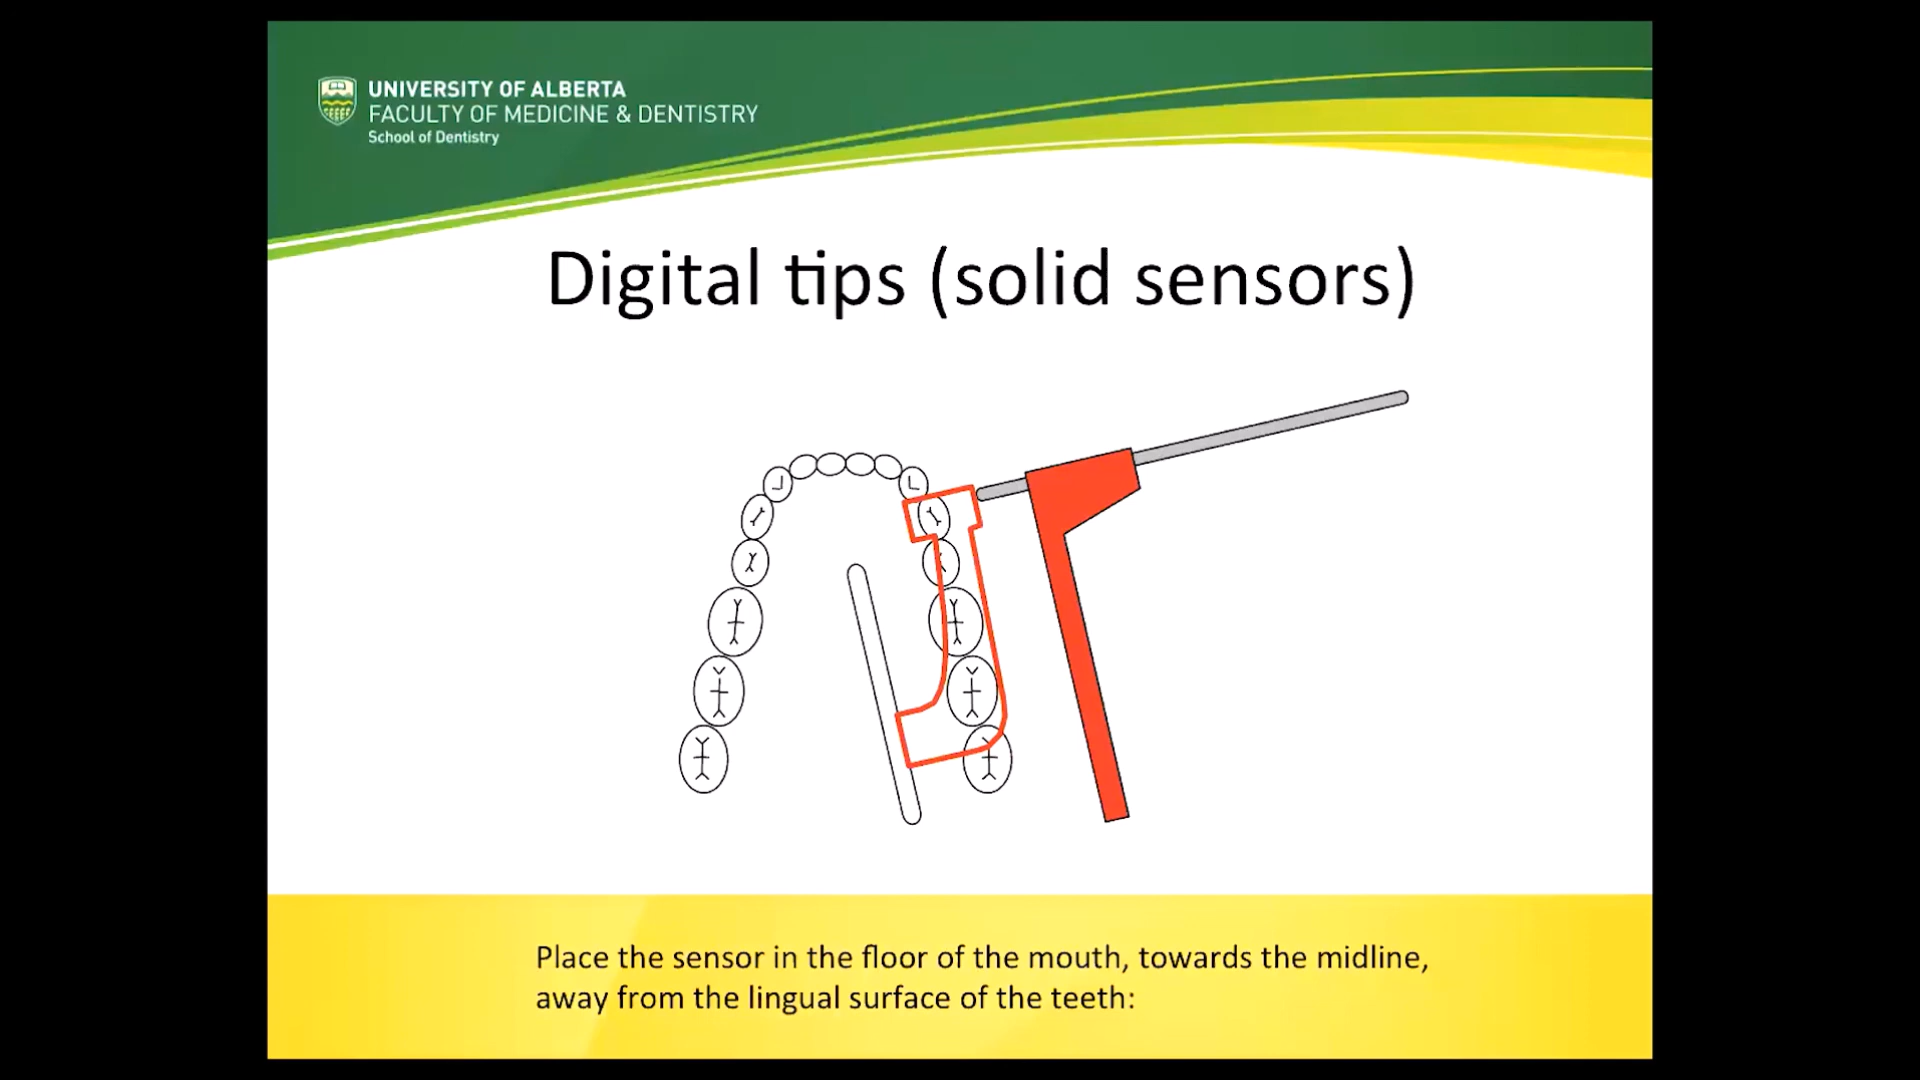 UNIVERSITY OF ALBERTA
FACULTY OF MEDICINE & DENTISTRY
School of Dentistry
Digital tips (solid sensors)
Place the sensor in the floor of the mouth, towards the midline,
away from the lingual surface of the teeth: